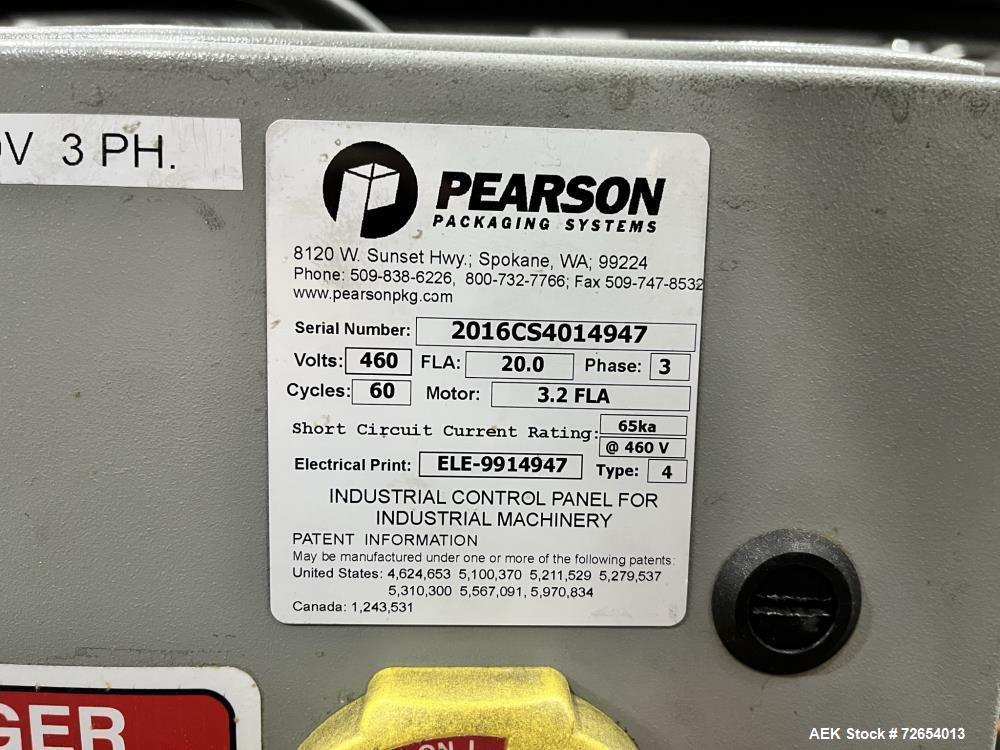 3 PH.
PEARSON
PACKAGING SYSTEMS
8120 W. Sunset Hwy.; Spokane, WA; 99224
Phone: 509-838-6226, 800-732-7766; Fax 509-747-8532
www.pearsonpkg.com
Serial Number: 2016CS4014947
Volts: 460 FLA: 20.0 Phase: 3
Cycles: 60 Motor: 3.2 FLA
Short Circuit Current Rating: 65ka
@ 460 V
Electrical Print: ELE-9914947 Type: 4
INDUSTRIAL CONTROL PANEL FOR
INDUSTRIAL MACHINERY
PATENT INFORMATION
May be manufactured under one or more of the following patents:
United States: 4,624,653 5,100,370 5,211,529 5,279,537
5,310,300 5,567,091, 5,970,834
Canada: 1,243,531
GER
ON I
AEK Stock # 72654013